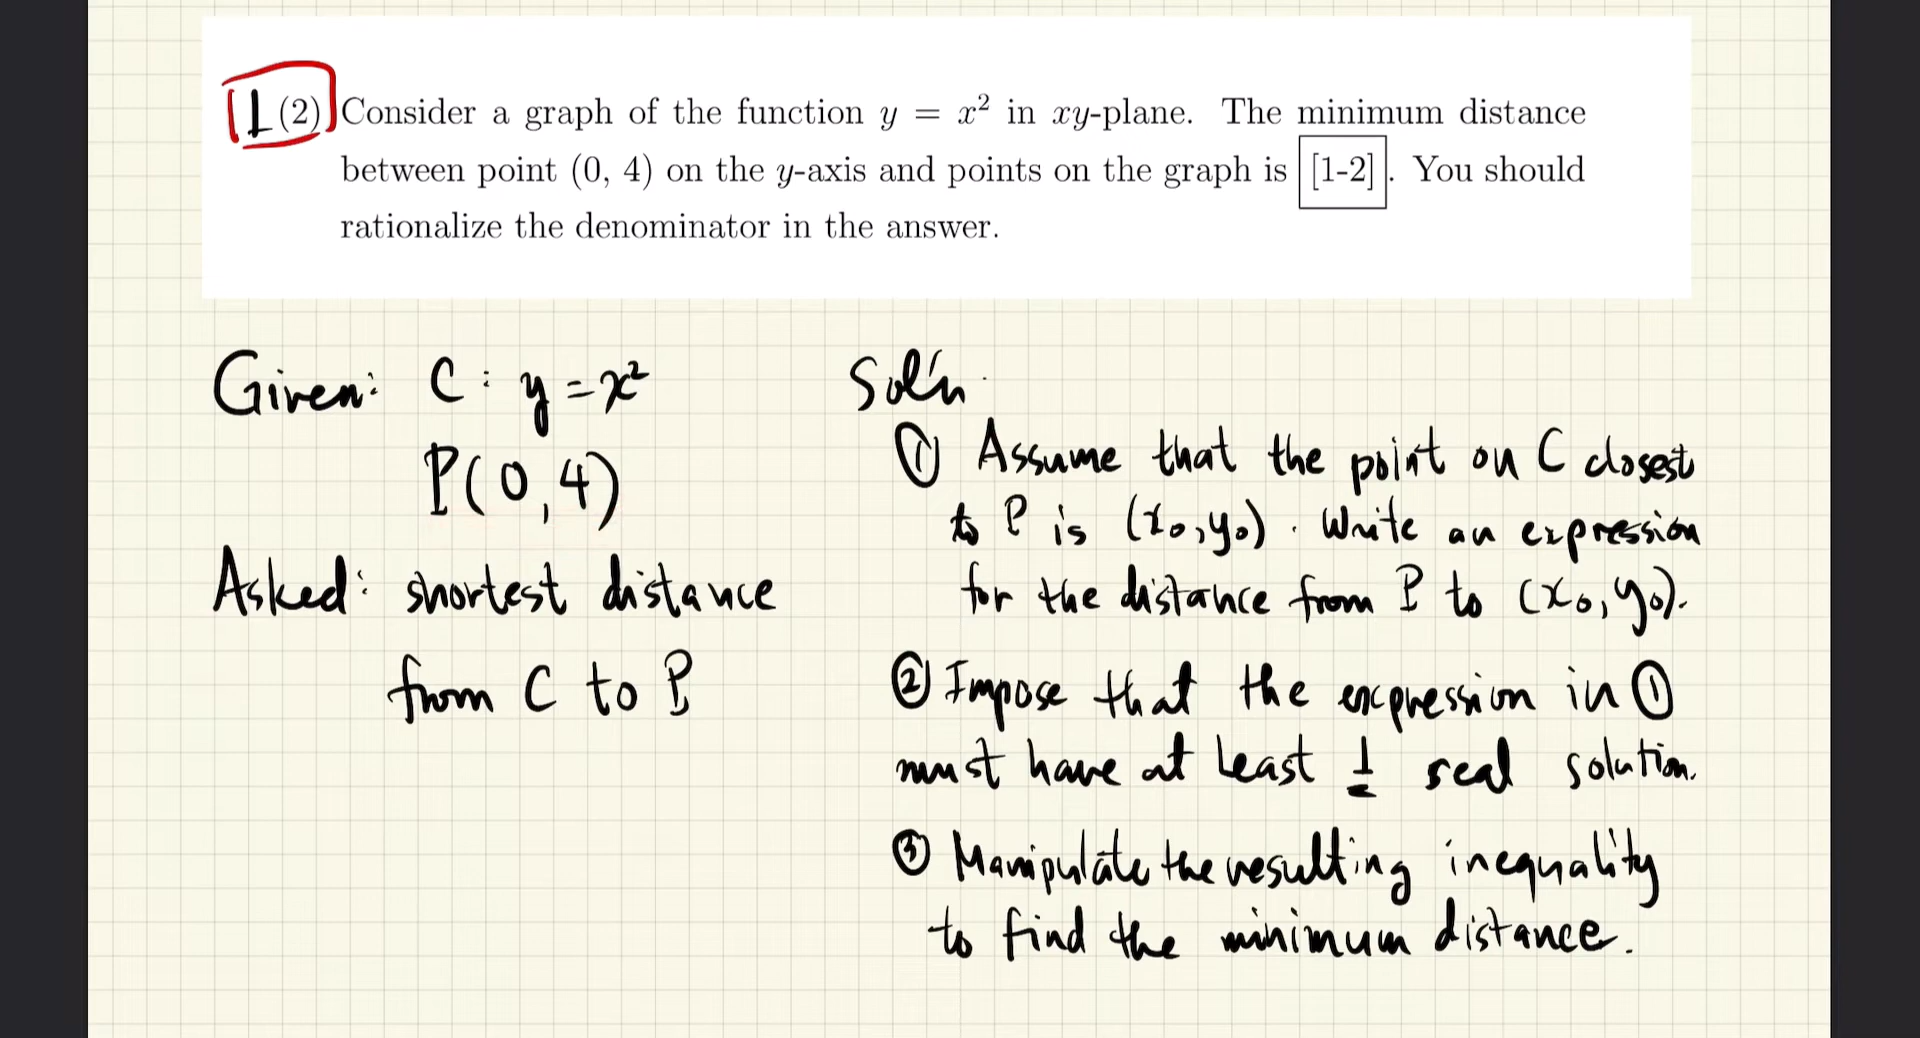 1 (2) Consider a graph of the function y = x² in xy-plane. The minimum distance
between point (0, 4) on the y-axis and points on the graph is [1-2]. You should
rationalize the denominator in the answer.
Given: C: y = x²
P(0,4)
Asked: shortest distance
from C to P
Sol'n.
① Assume that the point on C closest
to P is (x₀, y₀). Write an expression
for the distance from P to (x₀, y₀).
② Impose that the expression in ①
must have at least 1 real solution.
③ Manipulate the resulting inequality
to find the minimum distance.